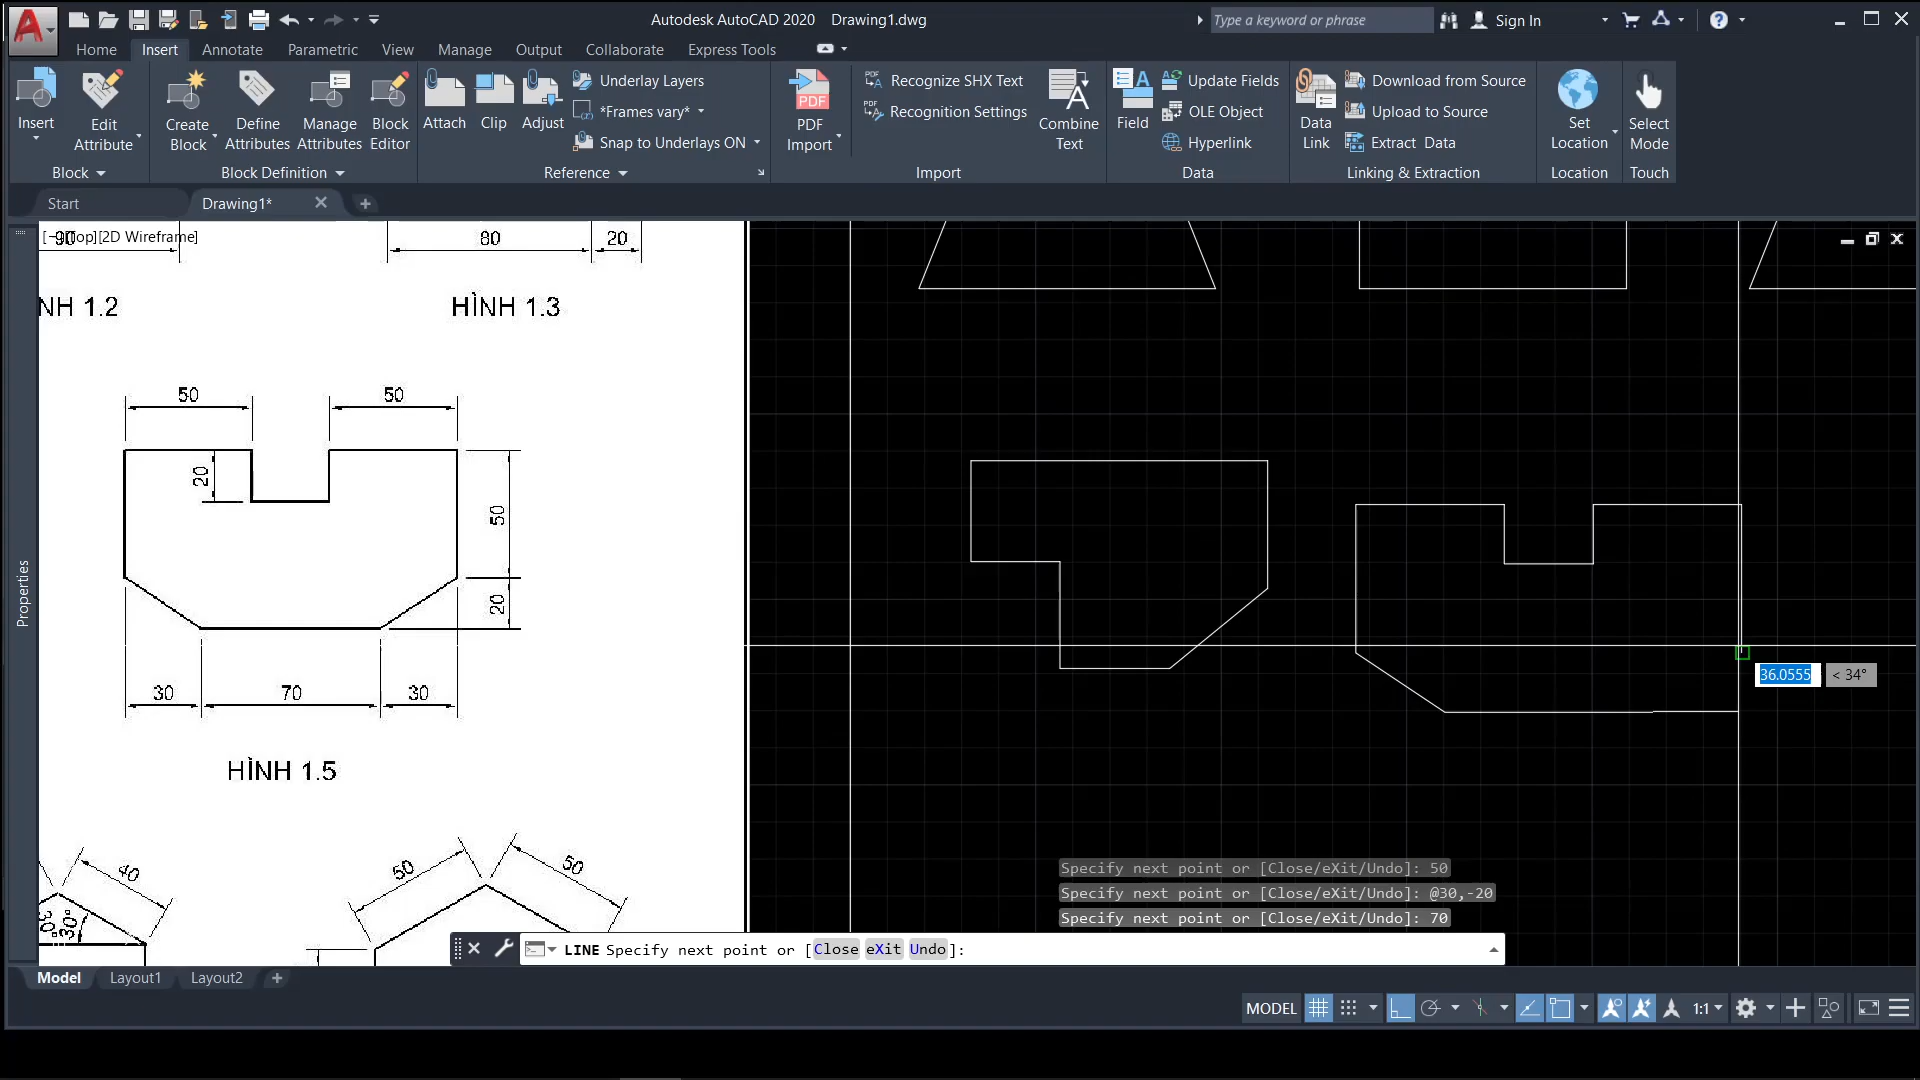 Autodesk AutoCAD 2020 Drawing1.dwg
Type a keyword or phrase
Sign In
Home Insert Annotate Parametric View Manage Output Collaborate Express Tools
Insert
Edit Attribute
Create Block
Define Attributes
Manage Attributes
Block Editor
Attach
Clip
Adjust
Underlay Layers
*Frames vary*
Snap to Underlays ON
PDF
PDF Import
PDF Recognize SHX Text
PDF Recognition Settings
Combine Text
Field
Update Fields
OLE Object
Hyperlink
Data Link
Download from Source
Upload to Source
Extract Data
Set Location
Select Mode
Block
Block Definition
Reference
Import
Data
Linking & Extraction
Location
Touch
Start
Drawing1*
[Top][2D Wireframe]
90
80
20
NH 1.2
HÌNH 1.3
50
50
20
50
20
30
70
30
HÌNH 1.5
Properties
40
30°
50
50
36.0555
< 34°
Specify next point or [Close/eXit/Undo]: 50
Specify next point or [Close/eXit/Undo]: @30,-20
Specify next point or [Close/eXit/Undo]: 70
LINE Specify next point or [Close eXit Undo]:
Model
Layout1
Layout2
MODEL
1:1